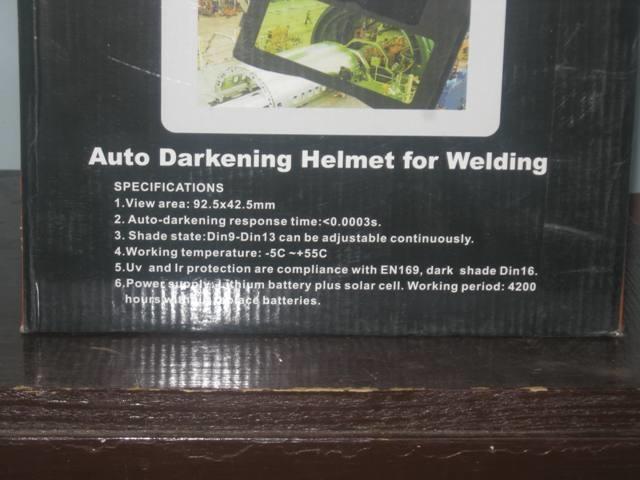 Auto Darkening Helmet for Welding
SPECIFICATIONS
1.View area: 92.5x42.5mm
2. Auto-darkening response time:<0.0003s.
3. Shade state:Din9-Din13 can be adjustable continuously.
4.Working temperature: -5C ~+55C
5.Uv and Ir protection are compliance with EN169, dark shade Din16.
6.Power supply: Lithium battery plus solar cell. Working period: 4200
hours batteries.